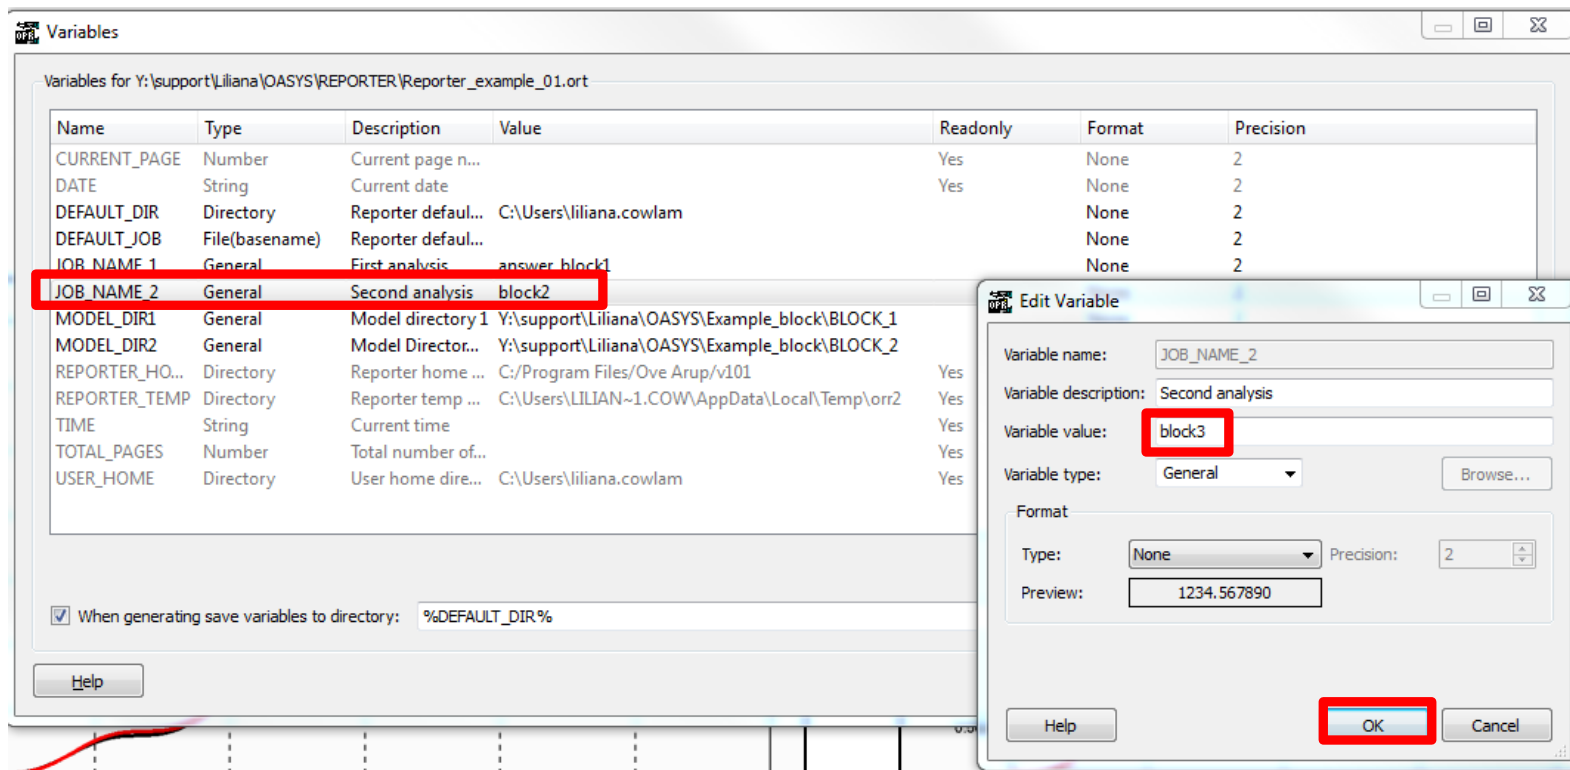 Variables
Variables for Y:\support\Liliana\OASYS\REPORTER\Reporter_example_01.ort
Name Type Description Value Readonly Format Precision
CURRENT_PAGE Number Current page n... Yes None 2
DATE String Current date Yes None 2
DEFAULT_DIR Directory Reporter defaul... C:\Users\liliana.cowlam None 2
DEFAULT_JOB File(basename) Reporter defaul... None 2
JOB_NAME_1 General First analysis answer_block1 None 2
JOB_NAME_2 General Second analysis block2
MODEL_DIR1 General Model directory 1 Y:\support\Liliana\OASYS\Example_block\BLOCK_1
MODEL_DIR2 General Model Director... Y:\support\Liliana\OASYS\Example_block\BLOCK_2
REPORTER_HO... Directory Reporter home ... C:/Program Files/Ove Arup/v101 Yes
REPORTER_TEMP Directory Reporter temp ... C:\Users\LILIAN~1.COW\AppData\Local\Temp\orr2 Yes
TIME String Current time Yes
TOTAL_PAGES Number Total number of... Yes
USER_HOME Directory User home dire... C:\Users\liliana.cowlam Yes
When generating save variables to directory: %DEFAULT_DIR%
Help
Edit Variable
Variable name: JOB_NAME_2
Variable description: Second analysis
Variable value: block3
Variable type: General Browse...
Format
Type: None Precision: 2
Preview: 1234.567890
Help OK Cancel